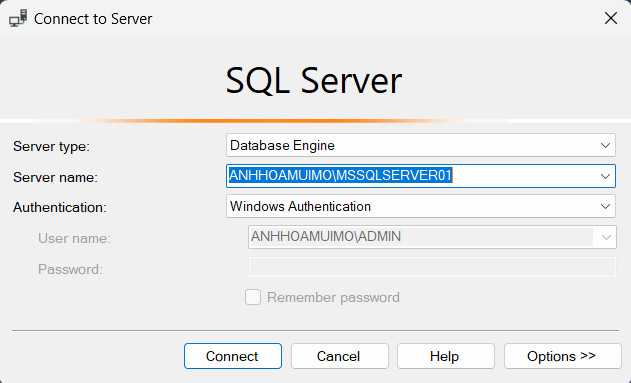 Connect to Server
SQL Server
Server type: Database Engine
Server name: ANHHOAMUIMO\MSSQLSERVER01
Authentication: Windows Authentication
User name: ANHHOAMUIMO\ADMIN
Password:
Remember password
Connect Cancel Help Options >>